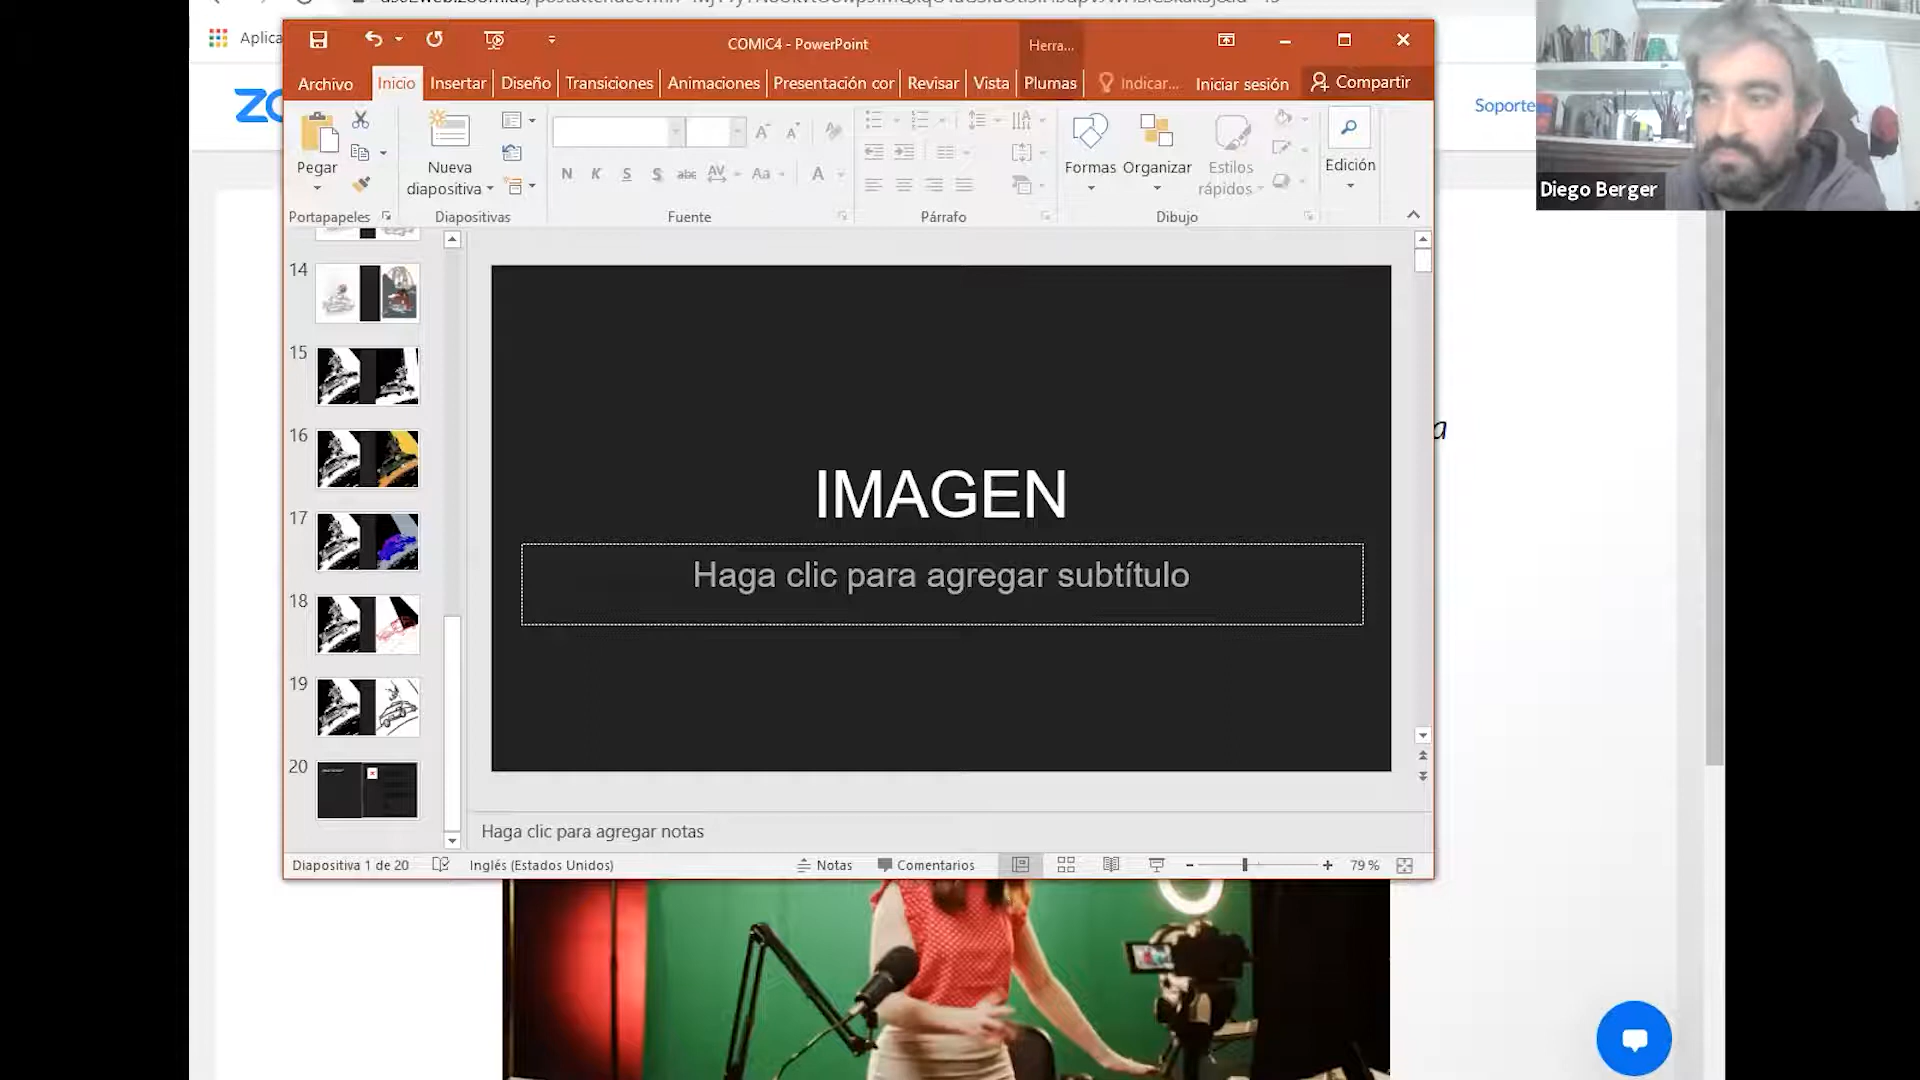 Aplica
COMIC4 - PowerPoint
Herra...
Archivo
Inicio
Insertar
Diseño
Transiciones
Animaciones
Presentación cor
Revisar
Vista
Plumas
Indicar...
Iniciar sesión
Compartir
Soporte
Diego Berger
Pegar
Nueva
diapositiva
Formas
Organizar
Estilos
rápidos
Edición
N K S S abc AV Aa A
Portapapeles
Diapositivas
Fuente
Párrafo
Dibujo
14
15
16
17
18
19
20
IMAGEN
Haga clic para agregar subtítulo
a
Haga clic para agregar notas
Diapositiva 1 de 20
Inglés (Estados Unidos)
Notas
Comentarios
79 %